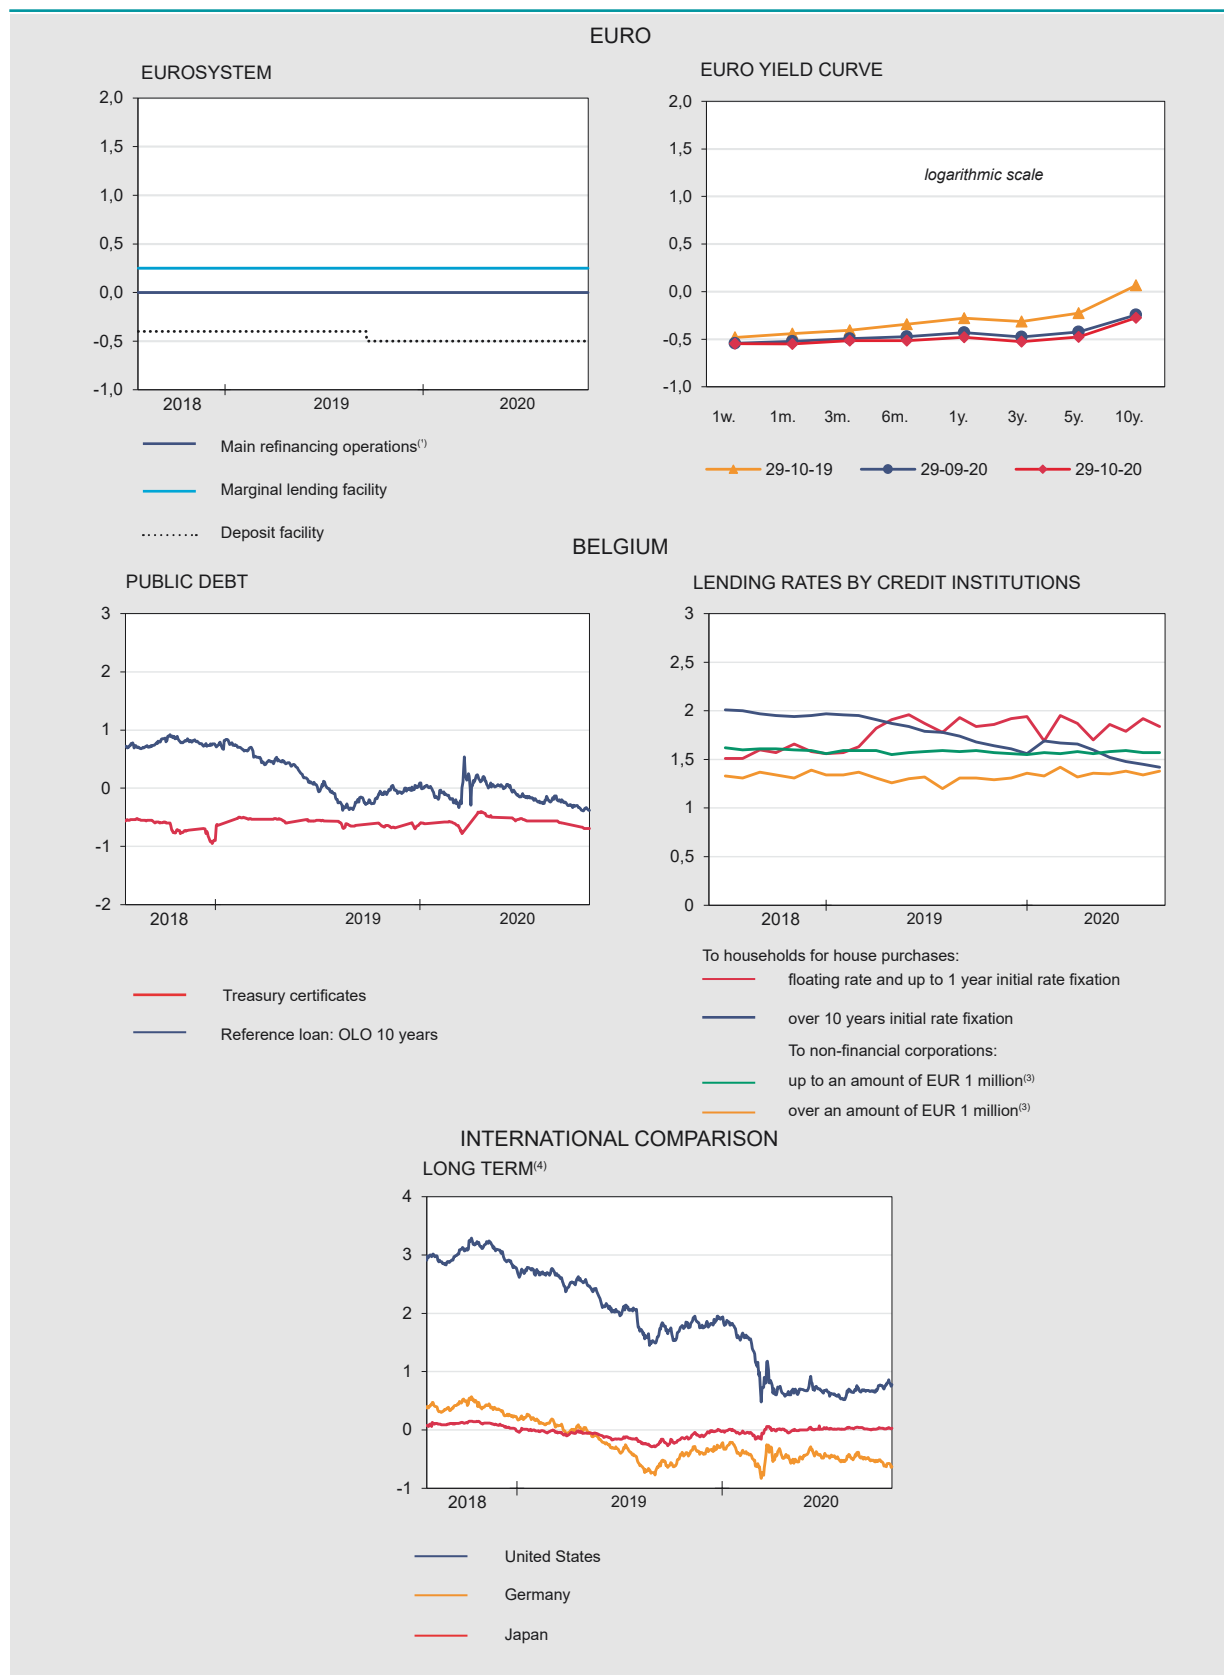 EURO
EUROSYSTEM
2,0
1,5
1,0
0,5
0,0
-0,5
-1,0
2018 2019 2020
Main refinancing operations(¹)
Marginal lending facility
Deposit facility
EURO YIELD CURVE
2,0
1,5
1,0
0,5
0,0
-0,5
-1,0
logarithmic scale
1w. 1m. 3m. 6m. 1y. 3y. 5y. 10y.
29-10-19 29-09-20 29-10-20
BELGIUM
PUBLIC DEBT
3
2
1
0
-1
-2
2018 2019 2020
Treasury certificates
Reference loan: OLO 10 years
LENDING RATES BY CREDIT INSTITUTIONS
3
2,5
2
1,5
1
0,5
0
2018 2019 2020
To households for house purchases:
floating rate and up to 1 year initial rate fixation
over 10 years initial rate fixation
To non-financial corporations:
up to an amount of EUR 1 million(3)
over an amount of EUR 1 million(3)
INTERNATIONAL COMPARISON
LONG TERM(4)
4
3
2
1
0
-1
2018 2019 2020
United States
Germany
Japan